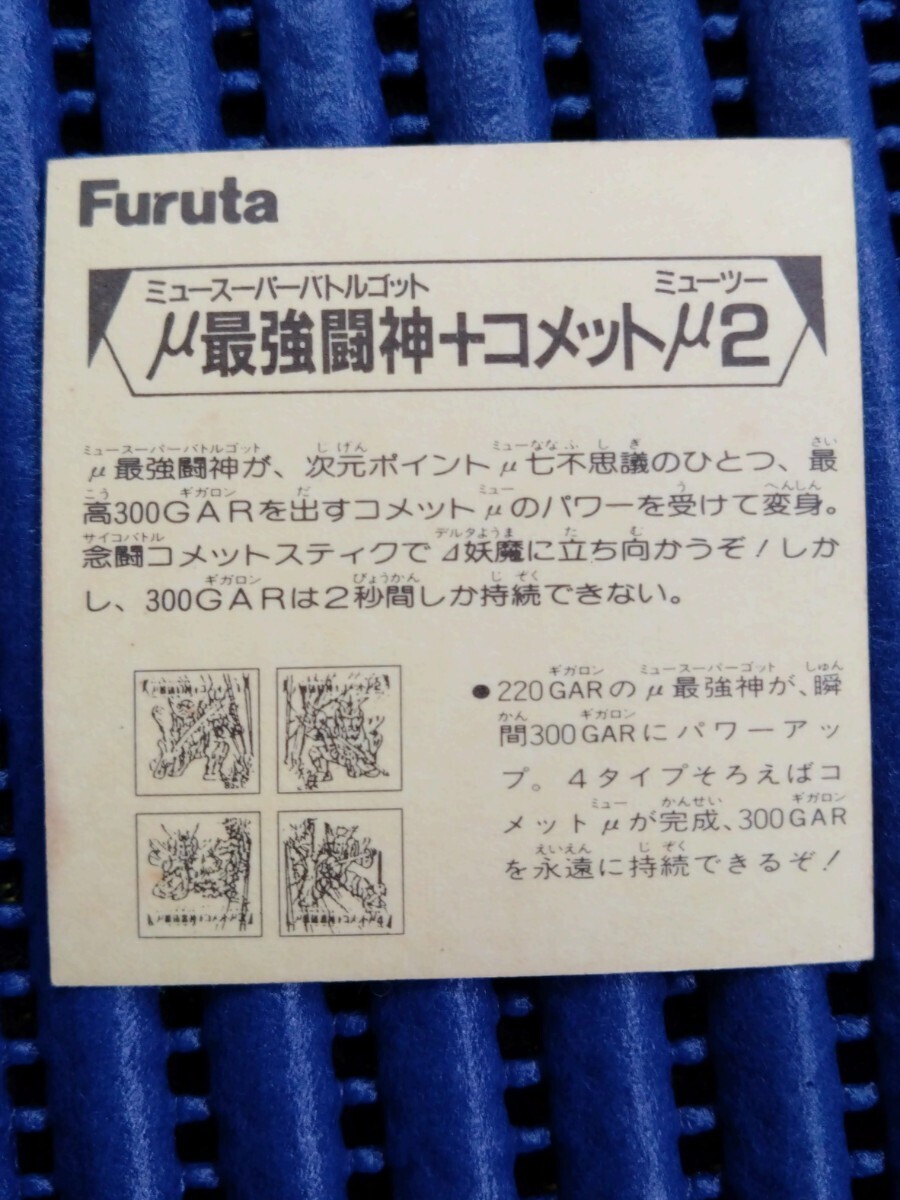 Furuta
ミュースーパーバトルゴット ミューツー
μ最強闘神+コメットμ2
ミュースーパーバトルゴット じげん ミューななふしぎ さい
μ最強闘神が、次元ポイントμ七不思議のひとつ、最
こう ギガロン だ ミュー う へんしん
高300GARを出すコメットμのパワーを受けて変身。
サイコバトル デルタようま た む
念闘コメットスティクでΔ妖魔に立ち向かうぞ!しか
ギガロン びょうかん じぞく
し、300GARは2秒間しか持続できない。
ギガロン ミュースーパーゴット しゅん
●220GARのμ最強神が、瞬
かん ギガロン
間300GARにパワーアッ
プ。4タイプそろえばコ
ミュー かんせい ギガロン
メットμが完成、300GAR
えいえん じぞく
を永遠に持続できるぞ!